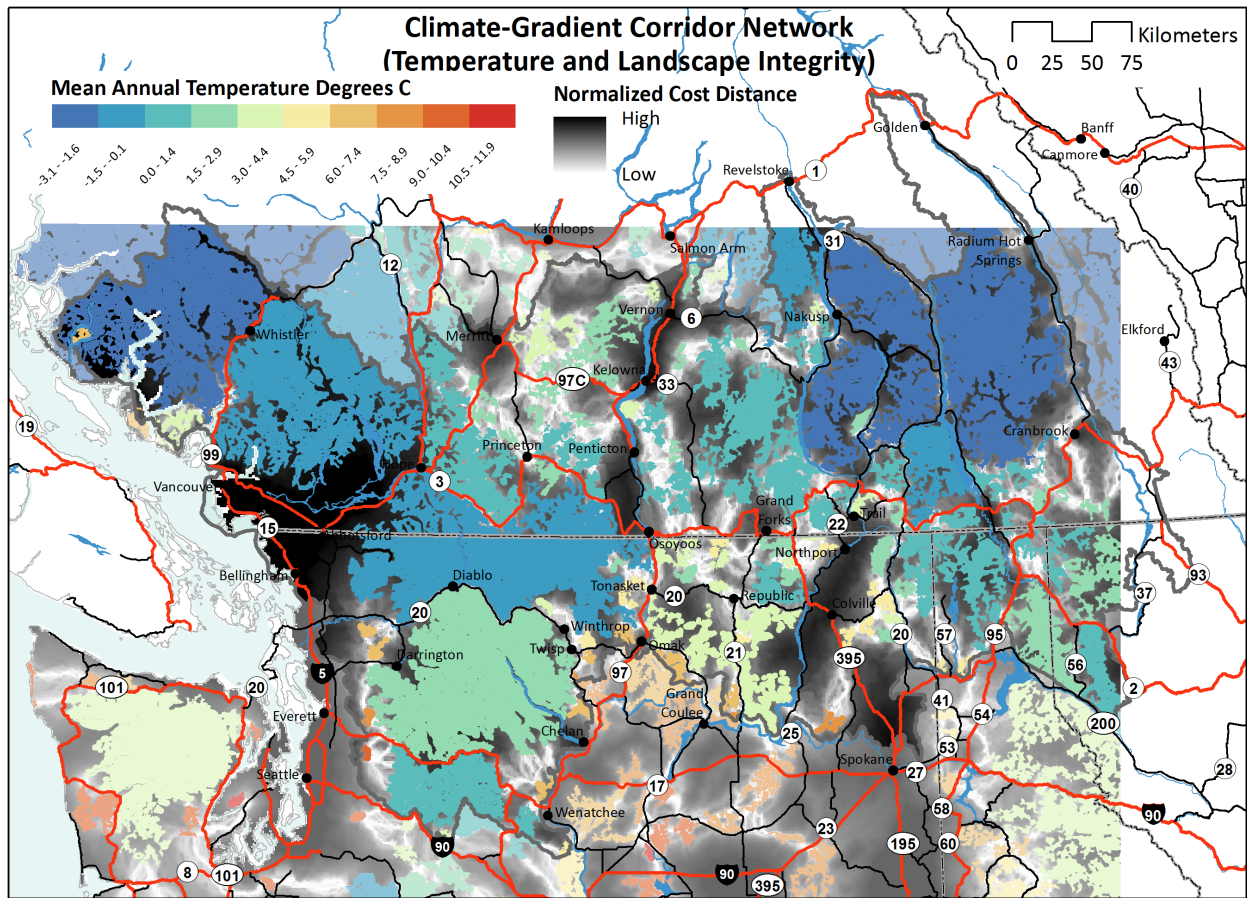 Climate-Gradient Corridor Network
(Temperature and Landscape Integrity)
Kilometers
0 25 50 75
Mean Annual Temperature Degrees C
-3.1 - -1.6
-1.5 - -0.1
0.0 - 1.4
1.5 - 2.9
3.0 - 4.4
4.5 - 5.9
6.0 - 7.4
7.5 - 8.9
9.0 - 10.4
10.5 - 11.9
Normalized Cost Distance
High
Low
Golden
Banff
Canmore
Revelstoke
1
40
Kamloops
Salmon Arm
31
Radium Hot
Springs
12
Vernon
6
Nakusp
Whistler
Merritt
Elkford
43
97C
Kelowna
33
19
99
Princeton
Penticton
Cranbrook
Hope
3
Vancouver
Grand
Forks
Trail
22
15
Abbotsford
Osoyoos
Northport
Bellingham
Diablo
Tonasket
20
Republic
Colville
93
37
20
Winthrop
Twisp
Omak
21
20
57
95
Darrington
97
395
56
5
101
20
Grand
Coulee
41
54
2
200
Everett
Chelan
25
53
Seattle
17
Spokane
27
28
Wenatchee
58
90
23
195
60
90
8
101
90
395